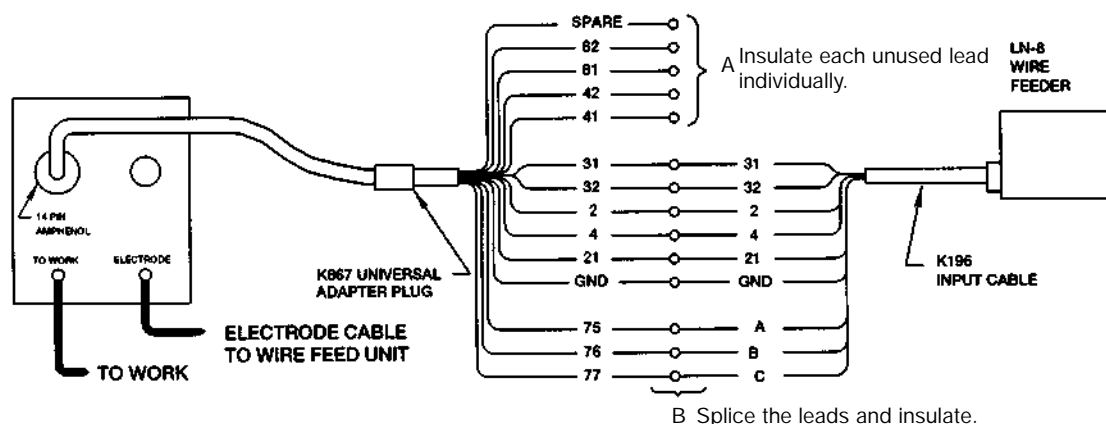 SPARE
82
81
42
41
A Insulate each unused lead
individually.
LN-8
WIRE
FEEDER
31
31
32
32
2
2
4
4
21
21
GND
GND
14 PIN
AMPHENOL
TO WORK
ELECTRODE
K867 UNIVERSAL
ADAPTER PLUG
K196
INPUT CABLE
75
A
76
B
77
C
ELECTRODE CABLE
TO WIRE FEED UNIT
TO WORK
B Splice the leads and insulate.